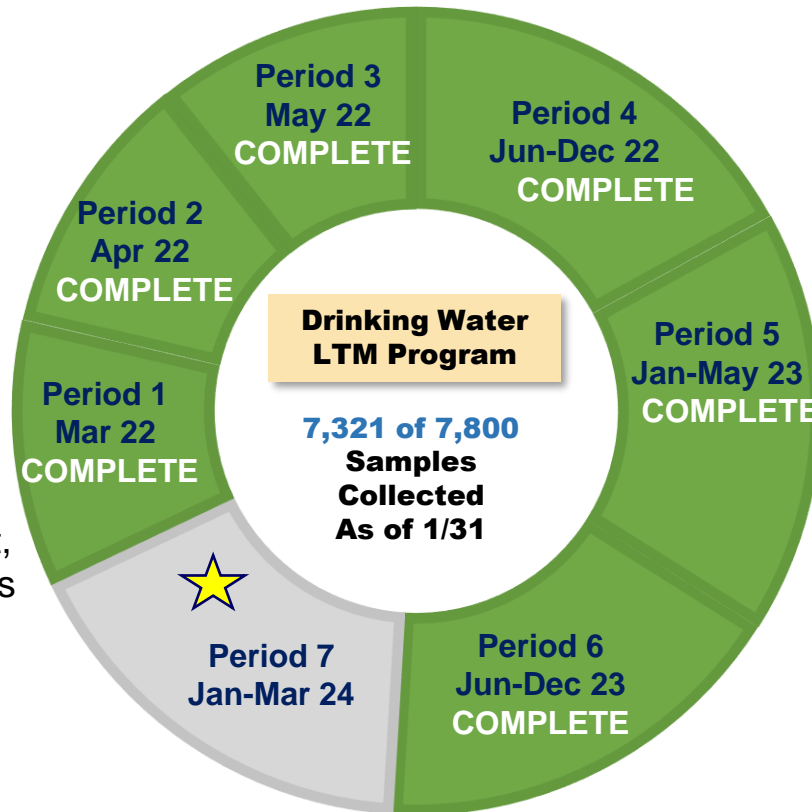 Period 3
May 22
COMPLETE
Period 4
Jun-Dec 22
COMPLETE
Period 2
Apr 22
COMPLETE
Drinking Water
LTM Program
Period 5
Jan-May 23
COMPLETE
Period 1
Mar 22
COMPLETE
7,321 of 7,800
Samples
Collected
As of 1/31
Period 7
Jan-Mar 24
Period 6
Jun-Dec 23
COMPLETE